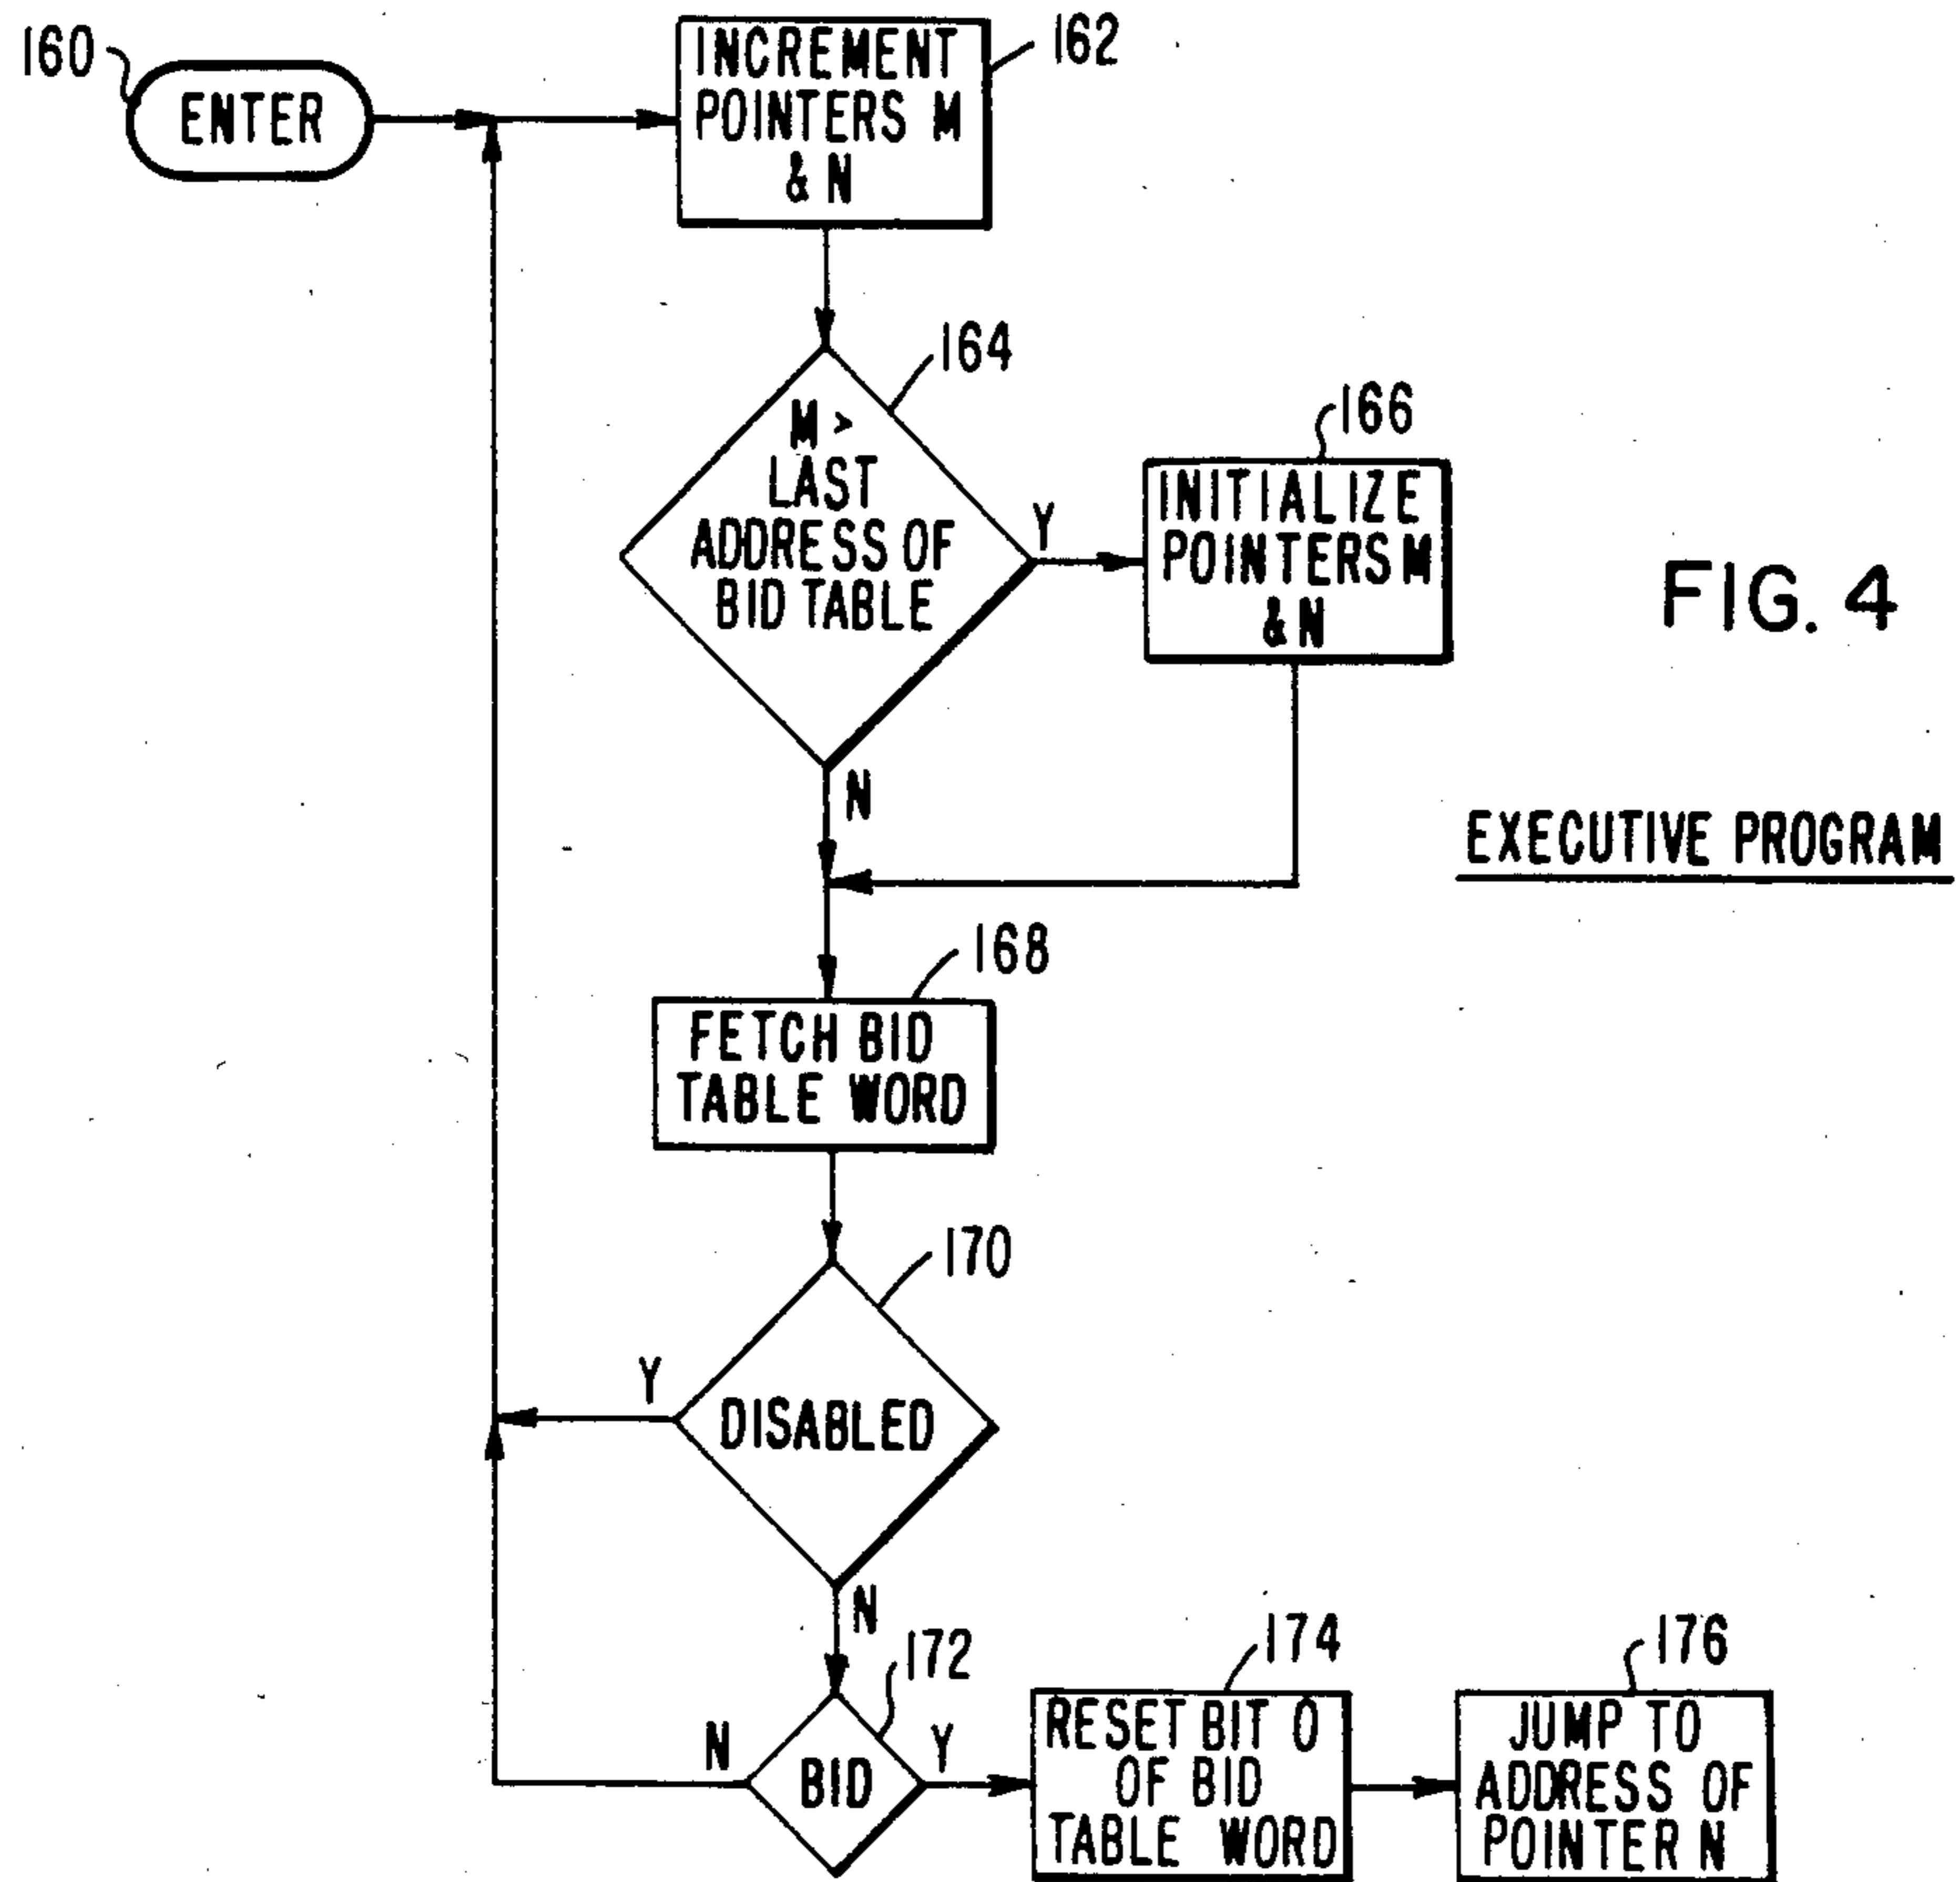 160
ENTER
INCREMENT
POINTERS M
& N
162
164
M >
LAST
ADDRESS OF
BID TABLE
Y
N
166
INITIALIZE
POINTERS M
& N
FIG. 4
EXECUTIVE PROGRAM
168
FETCH BID
TABLE WORD
170
DISABLED
Y
N
172
BID
N
Y
174
RESET BIT 0
OF BID
TABLE WORD
176
JUMP TO
ADDRESS OF
POINTER N